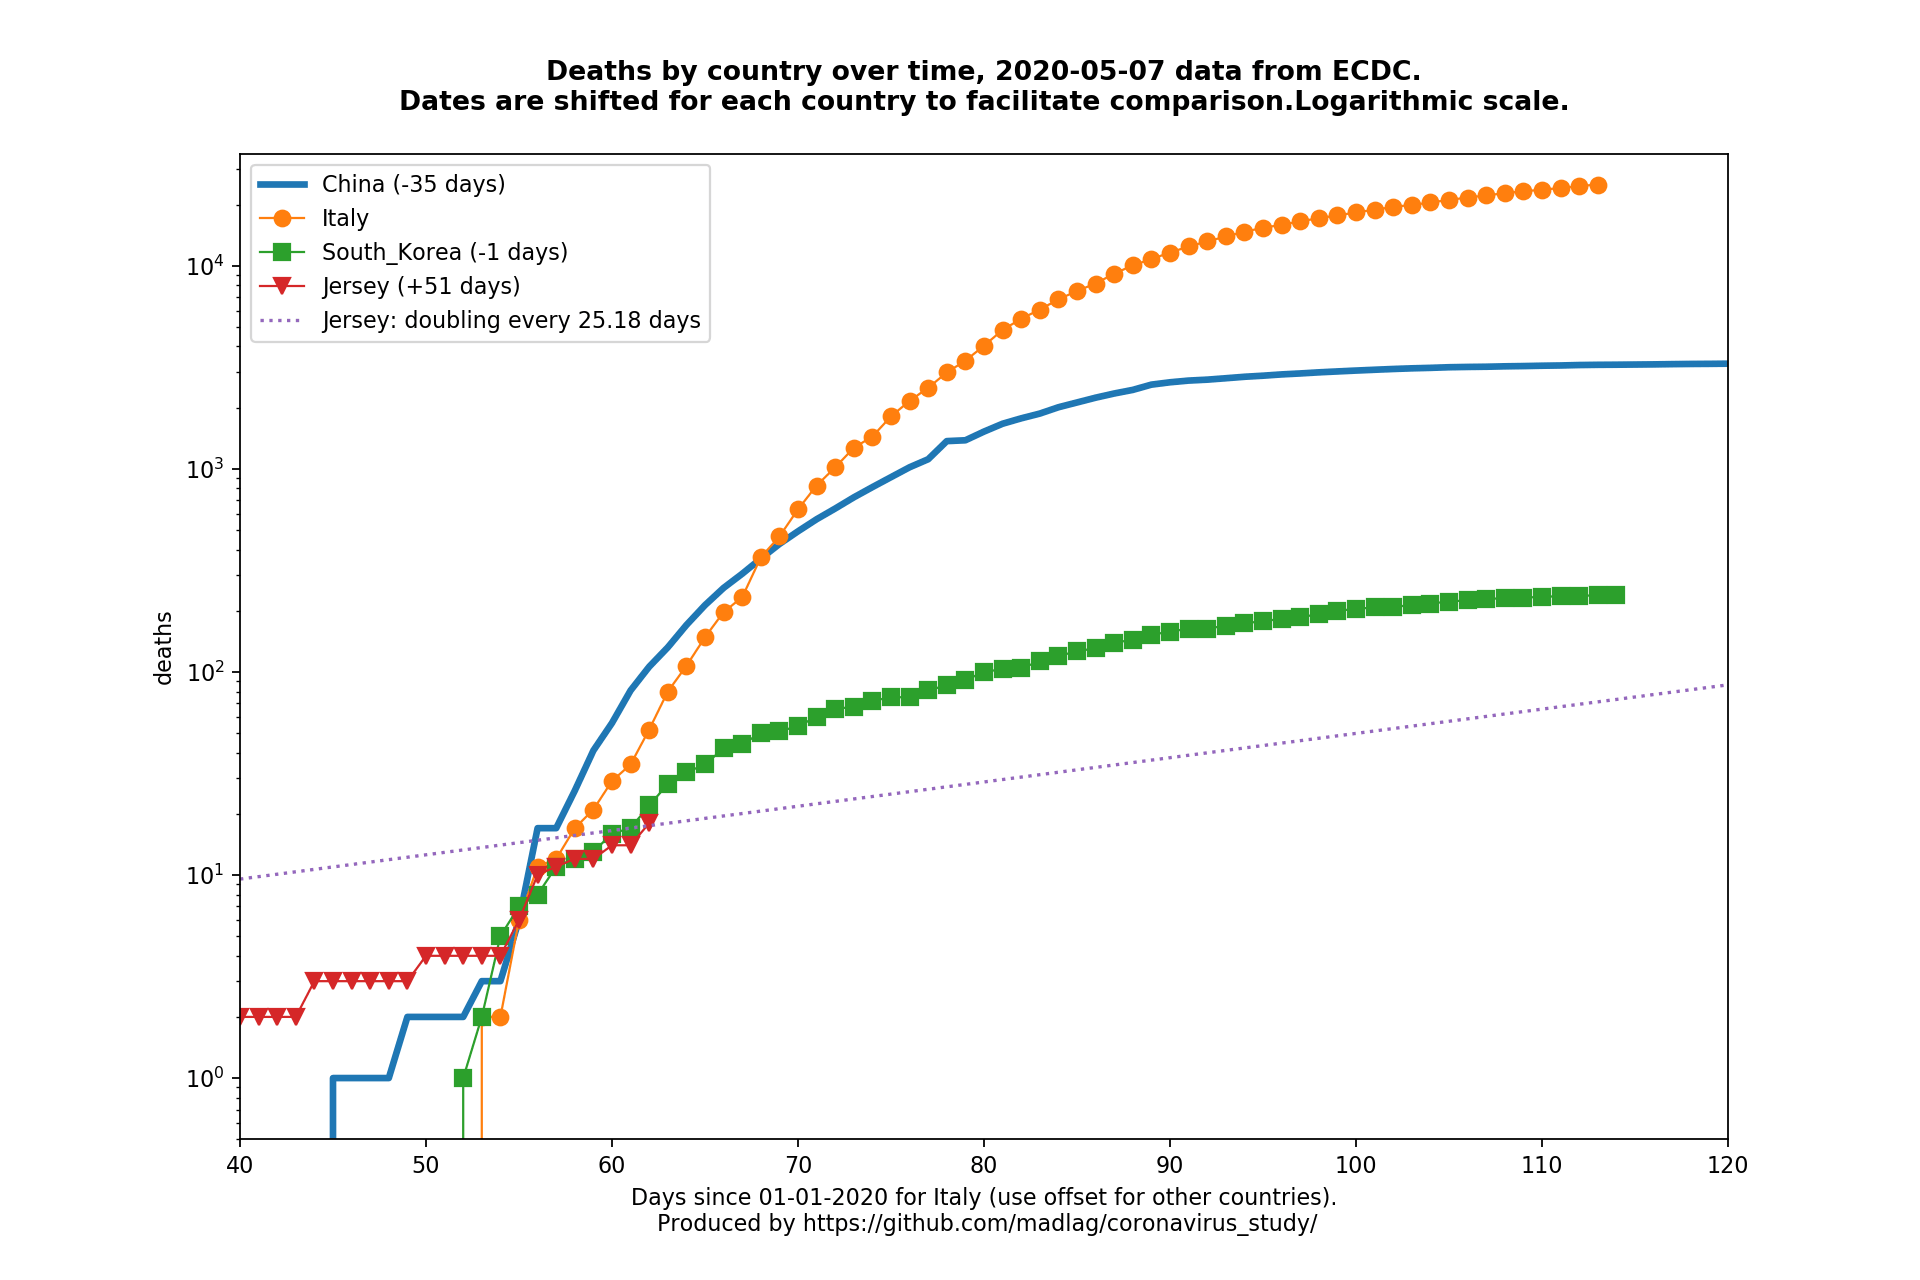 Deaths by country over time, 2020-05-07 data from ECDC.
Dates are shifted for each country to facilitate comparison.Logarithmic scale.
China (-35 days)
Italy
South_Korea (-1 days)
Jersey (+51 days)
Jersey: doubling every 25.18 days
deaths
10⁴
10³
10²
10¹
10⁰
40 50 60 70 80 90 100 110 120
Days since 01-01-2020 for Italy (use offset for other countries).
Produced by https://github.com/madlag/coronavirus_study/